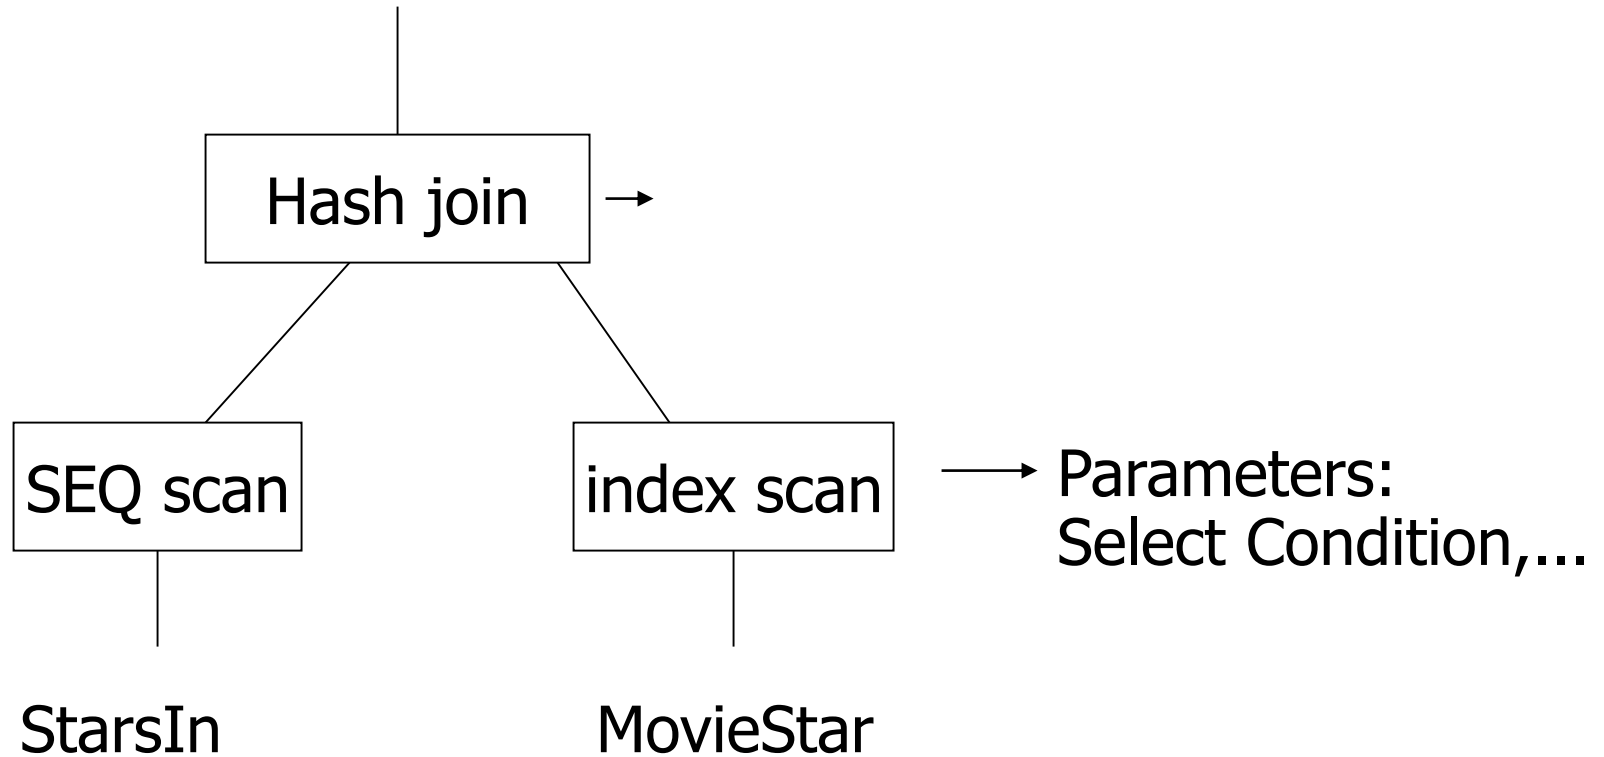 Hash join
SEQ scan
index scan
Parameters:
Select Condition,...
StarsIn
MovieStar